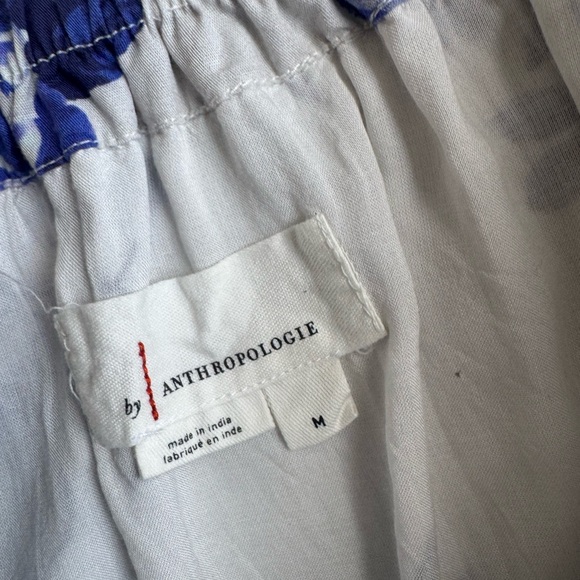 by ANTHROPOLOGIE
made in india
fabriqué en inde
M